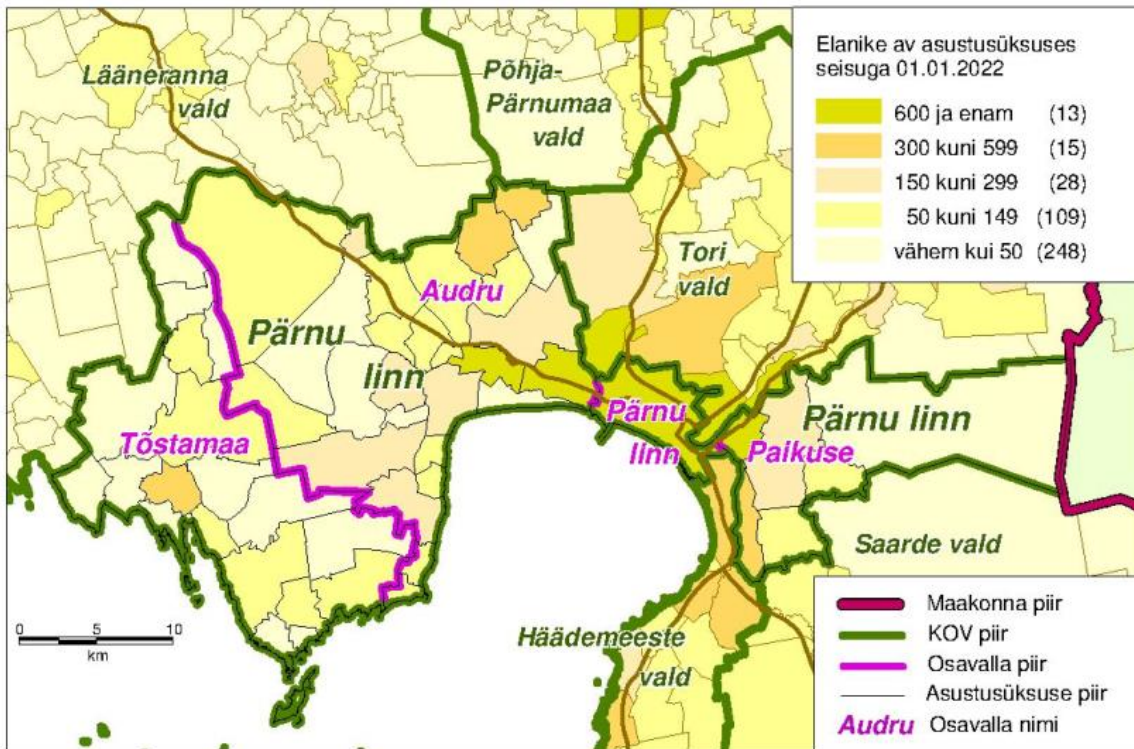 Elanike av asustusüksuses
seisuga 01.01.2022
600 ja enam (13)
300 kuni 599 (15)
150 kuni 299 (28)
50 kuni 149 (109)
vähem kui 50 (248)
Lääneranna
vald
Põhja-
Pärnumaa
vald
Tori
vald
Audru
Pärnu
linn
Tõstamaa
Pärnu
linn
Paikuse
Pärnu linn
Saarde vald
Häädemeeste
vald
0 5 10
km
Maakonna piir
KOV piir
Osavalla piir
Asustusüksuse piir
Audru Osavalla nimi